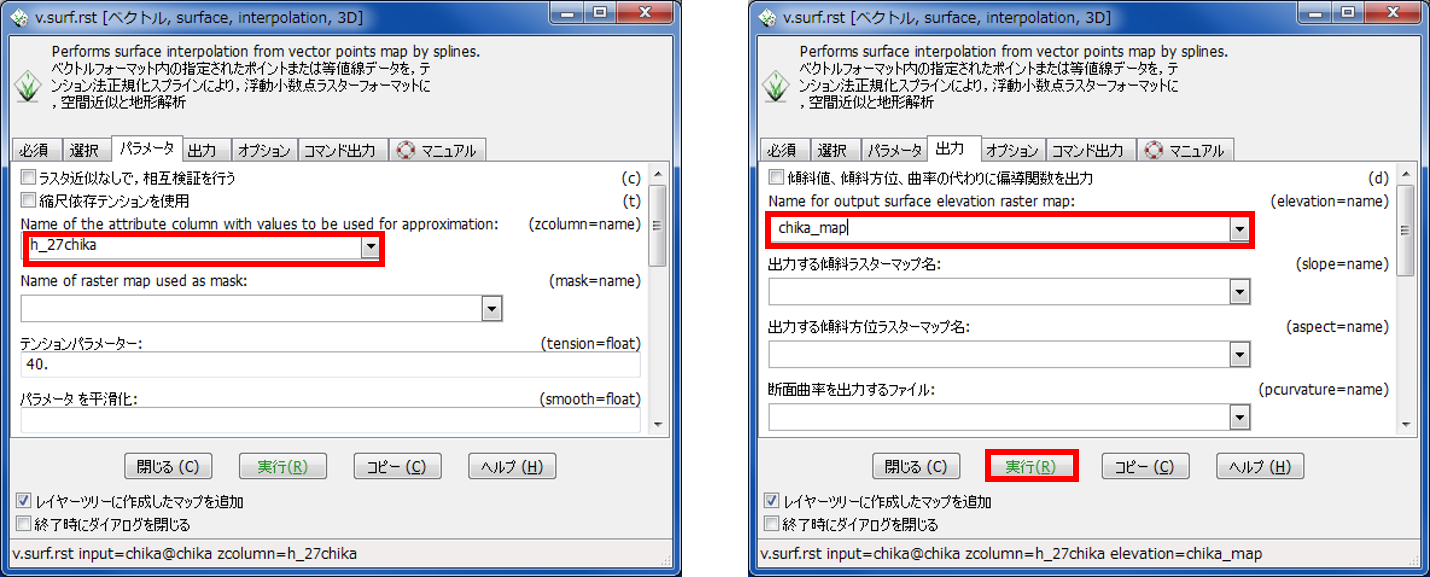 v.surf.rst [ベクトル, surface, interpolation, 3D]
Performs surface interpolation from vector points map by splines.
ベクトルフォーマット内の指定されたポイントまたは等値線データを, テ
ンション法正規化スプラインにより, 浮動小数点ラスターフォーマットに
, 空間近似と地形解析
必須 選択 パラメータ 出力 オプション コマンド出力 マニュアル
ラスタ近似なしで, 相互検証を行う (c)
縮尺依存テンションを使用 (t)
Name of the attribute column with values to be used for approximation: (zcolumn=name)
h_27chika
Name of raster map used as mask: (mask=name)
テンションパラメーター: (tension=float)
40.
パラメータ を平滑化: (smooth=float)
閉じる (C) 実行(R) コピー (C) ヘルプ (H)
レイヤーツリーに作成したマップを追加
終了時にダイアログを閉じる
v.surf.rst input=chika@chika zcolumn=h_27chika
v.surf.rst [ベクトル, surface, interpolation, 3D]
Performs surface interpolation from vector points map by splines.
ベクトルフォーマット内の指定されたポイントまたは等値線データを, テ
ンション法正規化スプラインにより, 浮動小数点ラスターフォーマットに
, 空間近似と地形解析
必須 選択 パラメータ 出力 オプション コマンド出力 マニュアル
傾斜値、傾斜方位、曲率の代わりに偏導関数を出力 (d)
Name for output surface elevation raster map: (elevation=name)
chika_map
出力する傾斜ラスターマップ名: (slope=name)
出力する傾斜方位ラスターマップ名: (aspect=name)
断面曲率を出力するファイル: (pcurvature=name)
閉じる (C) 実行(R) コピー (C) ヘルプ (H)
レイヤーツリーに作成したマップを追加
終了時にダイアログを閉じる
v.surf.rst input=chika@chika zcolumn=h_27chika elevation=chika_map